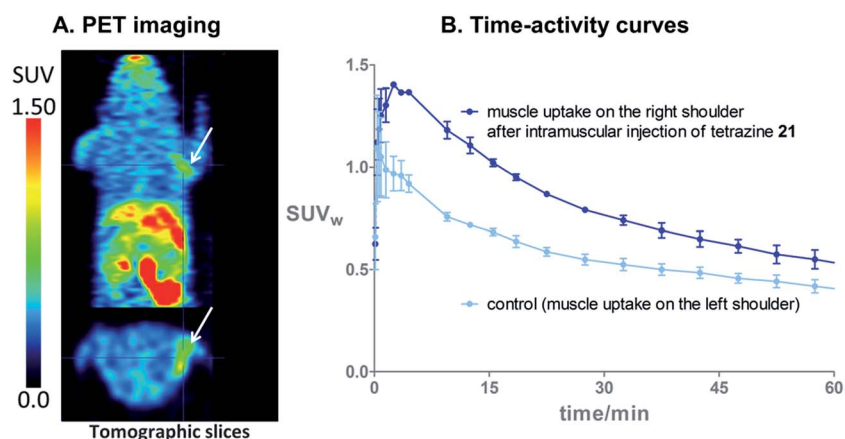 A. PET imaging
SUV
1.50
0.0
Tomographic slices
B. Time-activity curves
1.5
1.0
0.5
0.0
SUVw
muscle uptake on the right shoulder
after intramuscular injection of tetrazine 21
control (muscle uptake on the left shoulder)
0
15
30
45
60
time/min